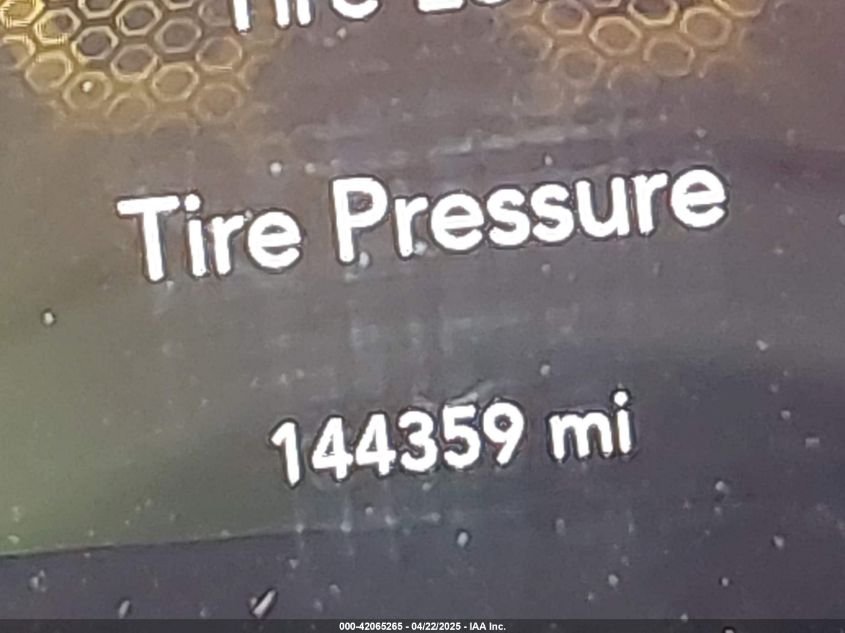 Tire Pressure
144359 mi
000-42065265 - 04/22/2025 - IAA Inc.